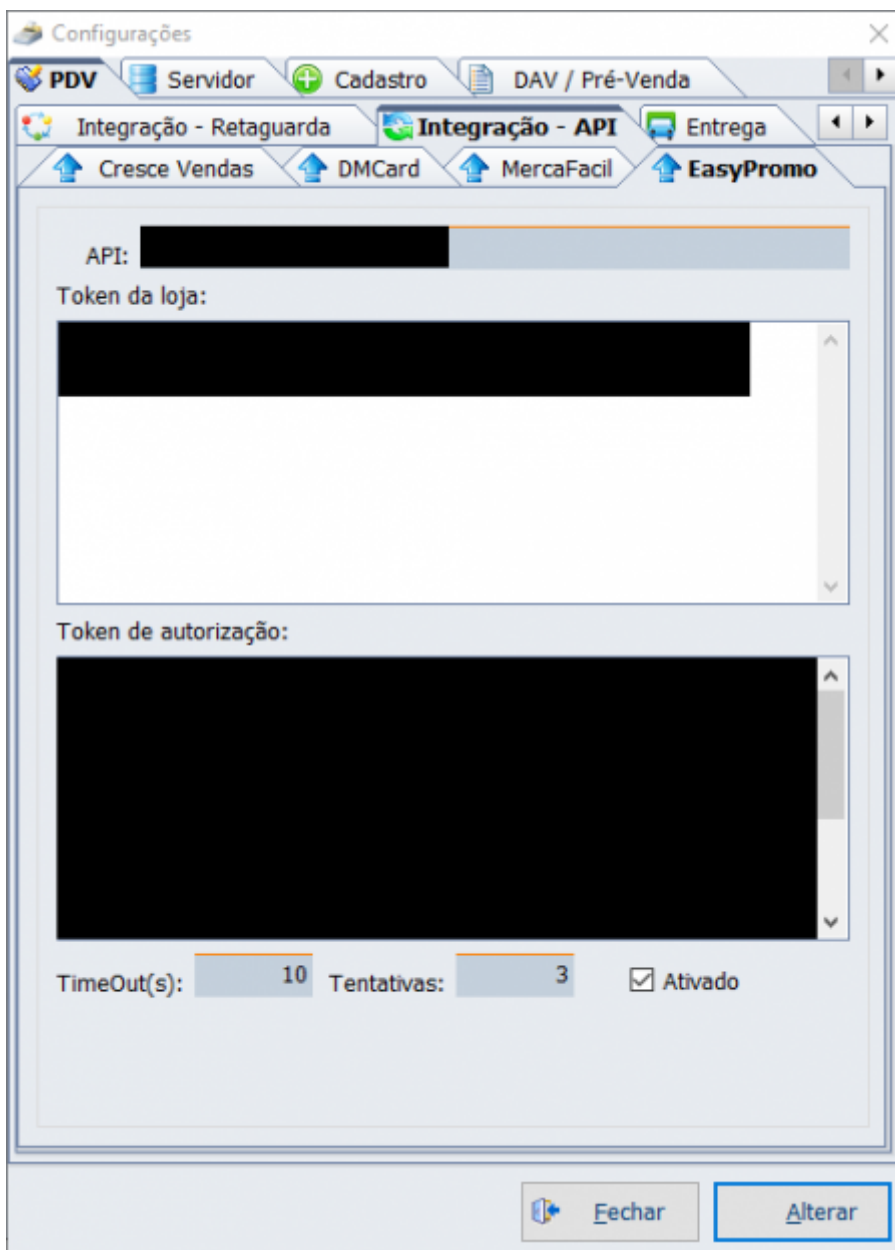 Configurações
PDV Servidor Cadastro DAV / Pré-Venda
Integração - Retaguarda Integração - API Entrega
Cresce Vendas DMCard MercaFacil EasyPromo
API:
Token da loja:
Token de autorização:
TimeOut(s): 10 Tentativas: 3 Ativado
Fechar Alterar